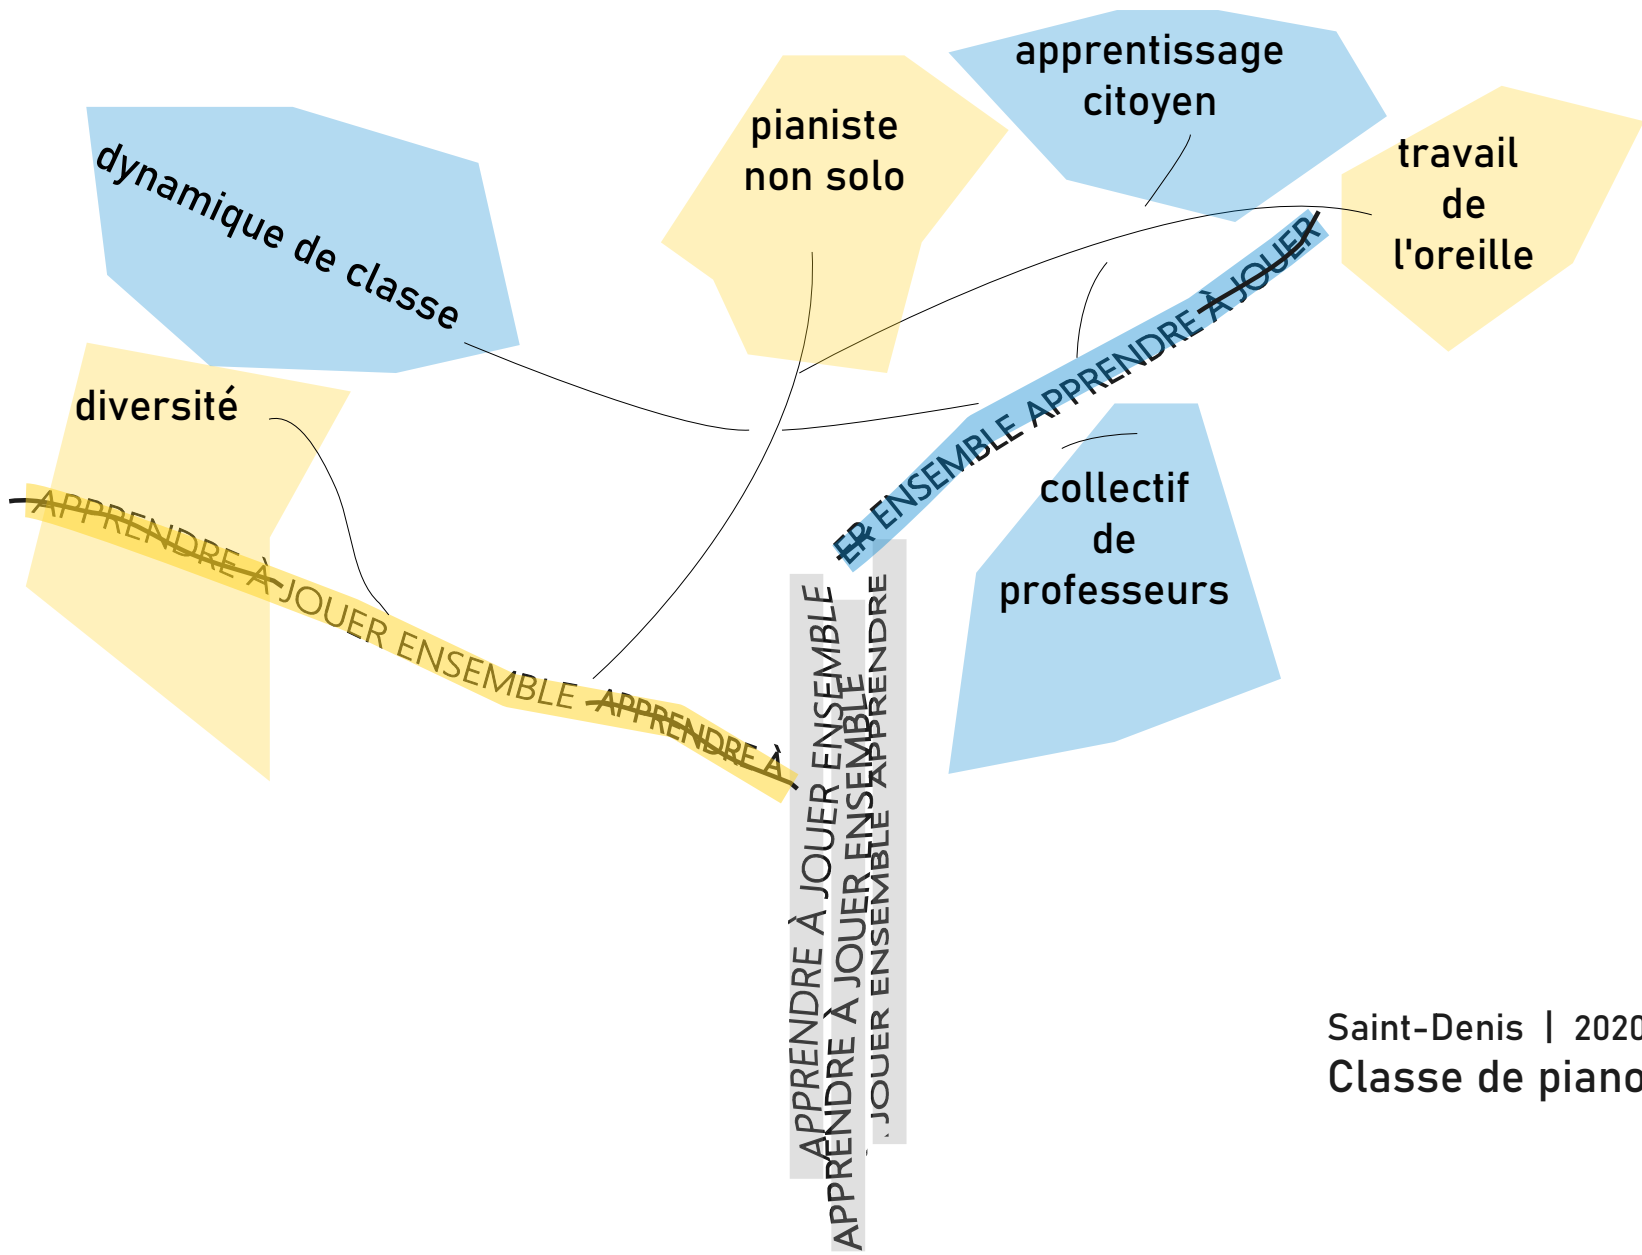 apprentissage
citoyen
pianiste
non solo
travail
de
l'oreille
dynamique de classe
diversité
APPRENDRE À JOUER ENSEMBLE APPRENDRE À
ER ENSEMBLE APPRENDRE À JOUER
collectif
de
professeurs
APPRENDRE À JOUER ENSEMBLE
APPRENDRE À JOUER ENSEMBLE
JOUER ENSEMBLE APPRENDRE
Saint-Denis | 2020
Classe de piano